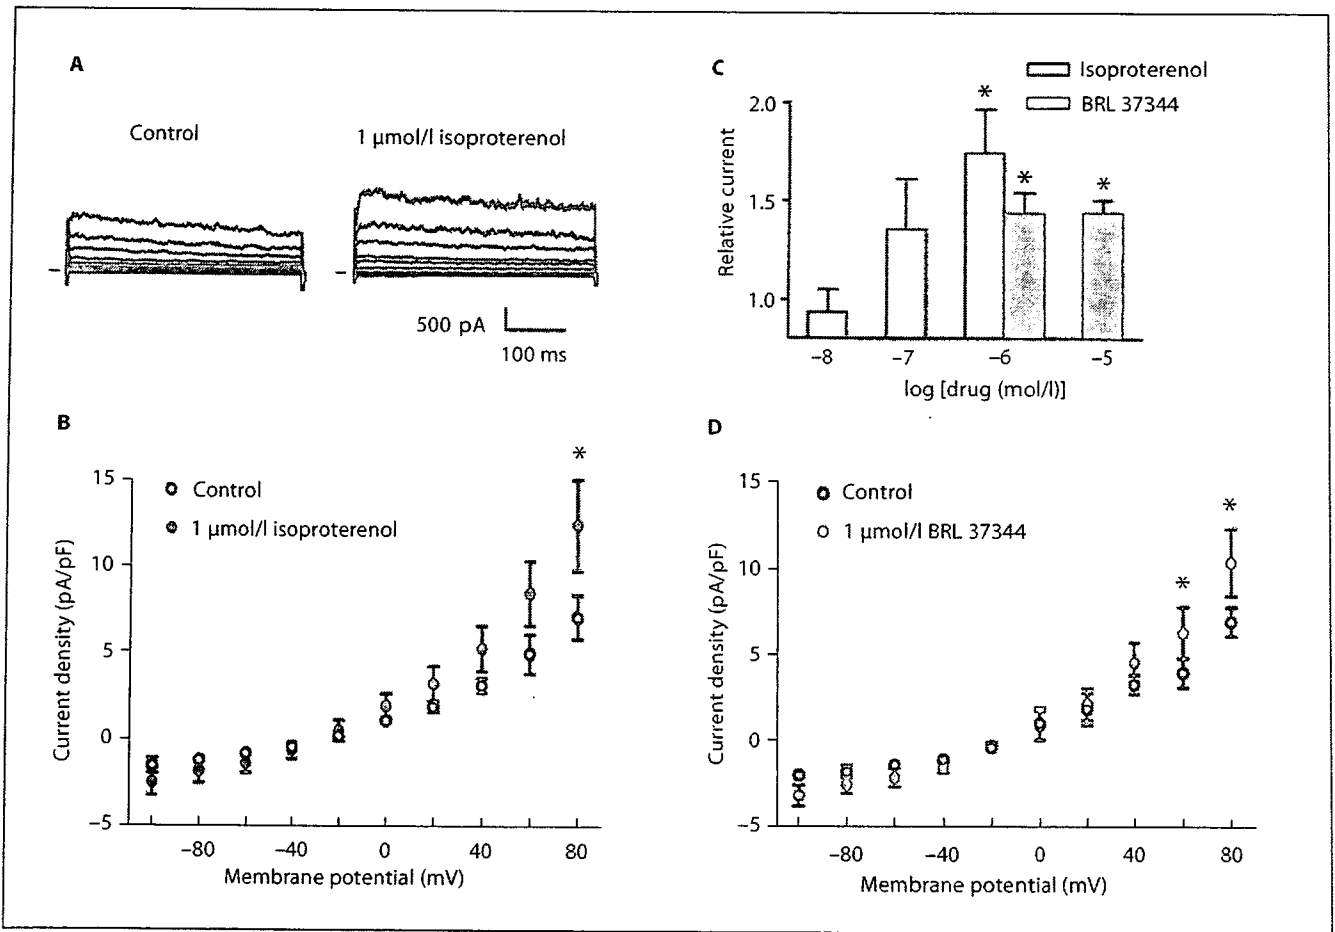 A
Control
1 µmol/l isoproterenol
500 pA
100 ms
B
15
10
5
0
−5
Current density (pA/pF)
Control
1 µmol/l isoproterenol
*
−80
−40
0
40
80
Membrane potential (mV)
C
Isoproterenol
BRL 37344
2.0
1.5
1.0
Relative current
*
*
*
−8
−7
−6
−5
log [drug (mol/l)]
D
15
10
5
0
−5
Current density (pA/pF)
Control
1 µmol/l BRL 37344
*
*
−80
−40
0
40
80
Membrane potential (mV)